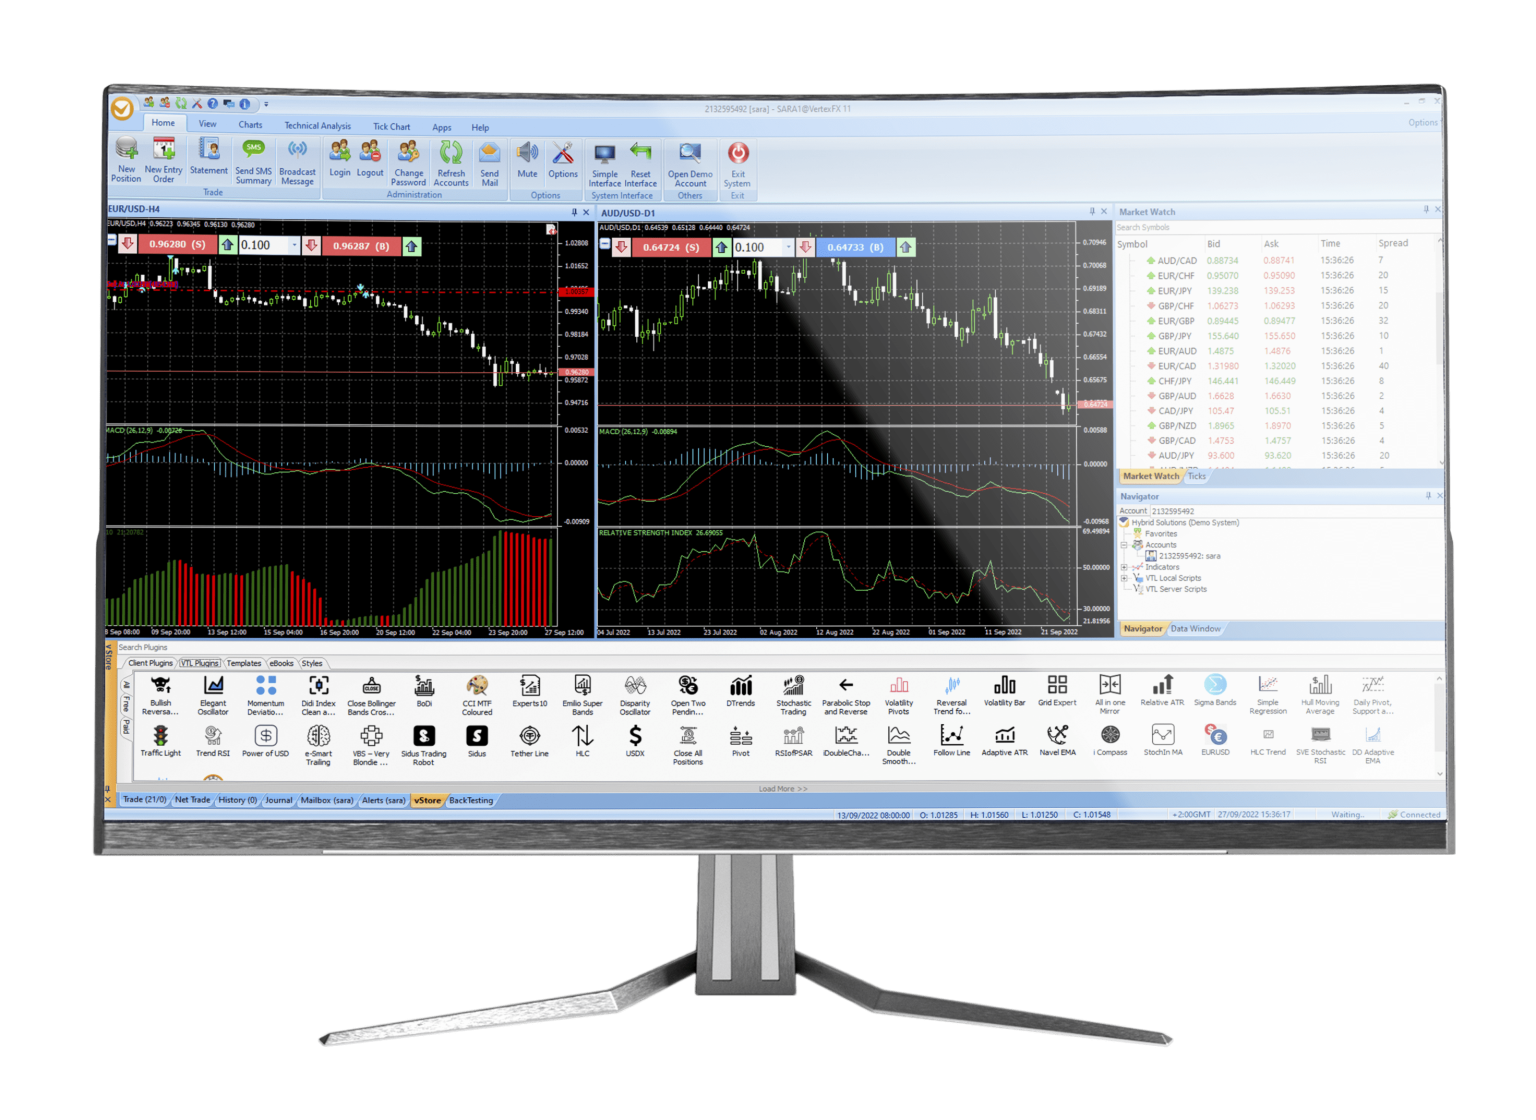 2132595492 [sara] - SARA1@VertexFX 11
Home View Charts Technical Analysis Tick Chart Apps Help Options
New Position
New Entry Order
Statement
Send SMS Summary
Broadcast Message
Login
Logout
Change Password
Refresh Accounts
Send Mail
Mute
Options
Simple Interface
Reset Interface
Open Demo Account
Exit System
Trade Administration Options System Interface Others Exit
EUR/USD-H4
EUR/USD,H4 0.96223 0.96345 0.96130 0.96280
0.96280 (S) 0.100 0.96287 (B)
1.02808
1.01652
0.99340
0.98184
0.97028
0.96280
0.95872
0.94716
MACD (26,12,9) -0.00726
0.00532
0.00000
-0.00909
8 Sep 08:00 09 Sep 20:00 13 Sep 12:00 15 Sep 04:00 16 Sep 20:00 20 Sep 12:00 22 Sep 04:00 23 Sep 20:00 27 Sep 12:00
AUD/USD-D1
AUD/USD,D1 0.64539 0.65128 0.64440 0.64724
0.64724 (S) 0.100 0.64733 (B)
0.70946
0.70068
0.69189
0.68311
0.67432
0.66554
0.65675
0.64724
MACD (26,12,9) -0.00894
0.00588
0.00000
-0.00968
RELATIVE STRENGTH INDEX 26.69055
69.49894
50.00000
30.00000
21.81956
04 Jul 2022 13 Jul 2022 23 Jul 2022 02 Aug 2022 12 Aug 2022 22 Aug 2022 01 Sep 2022 11 Sep 2022 21 Sep 2022
Market Watch
Search Symbols
Symbol Bid Ask Time Spread
AUD/CAD 0.88734 0.88741 15:36:26 7
EUR/CHF 0.95070 0.95090 15:36:26 20
EUR/JPY 139.238 139.253 15:36:26 15
GBP/CHF 1.06273 1.06293 15:36:26 20
EUR/GBP 0.89445 0.89477 15:36:26 32
GBP/JPY 155.640 155.650 15:36:26 10
EUR/AUD 1.4875 1.4876 15:36:26 1
EUR/CAD 1.31980 1.32020 15:36:26 40
CHF/JPY 146.441 146.449 15:36:26 8
GBP/AUD 1.6628 1.6630 15:36:26 2
CAD/JPY 105.47 105.51 15:36:26 4
GBP/NZD 1.8965 1.8970 15:36:26 5
GBP/CAD 1.4753 1.4757 15:36:26 4
AUD/JPY 93.600 93.620 15:36:26 20
Market Watch Ticks
Navigator
Account 2132595492
Hybrid Solutions (Demo System)
Favorites
Accounts
2132595492: sara
Indicators
VTL Local Scripts
VTL Server Scripts
Navigator Data Window
vStore
Search Plugins
Client Plugins VTL Plugins Templates eBooks Styles
All
Free
Paid
Bullish Reversa...
Elegant Oscillator
Momentum Deviatio...
Didi Index Clean a...
Close Bollinger Bands Cros...
BoDi
CCI MTF Coloured
Experts10
Emilio Super Bands
Disparity Oscillator
Open Two Pendin...
DTrends
Stochastic Trading
Parabolic Stop and Reverse
Volatility Pivots
Reversal Trend fo...
Volatility Bar
Grid Expert
All in one Mirror
Relative ATR
Sigma Bands
Simple Regression
Hull Moving Average
Daily Pivot, Support a...
Traffic Light
Trend RSI
Power of USD
e-Smart Trailing
VBS – Very Blondie ...
Sidus Trading Robot
Sidus
Tether Line
HLC
USDX
Close All Positions
Pivot
RSIofPSAR
iDoubleCha...
Double Smooth...
Follow Line
Adaptive ATR
Navel EMA
i Compass
StochIn MA
EURUSD
HLC Trend
SVE Stochastic RSI
DD Adaptive EMA
Load More >>
Trade (21/0) Net Trade History (0) Journal Mailbox (sara) Alerts (sara) vStore BackTesting
13/09/2022 08:00:00 O: 1.01285 H: 1.01560 L: 1.01250 C: 1.01548 +2:00GMT 27/09/2022 15:36:17 Waiting.. Connected